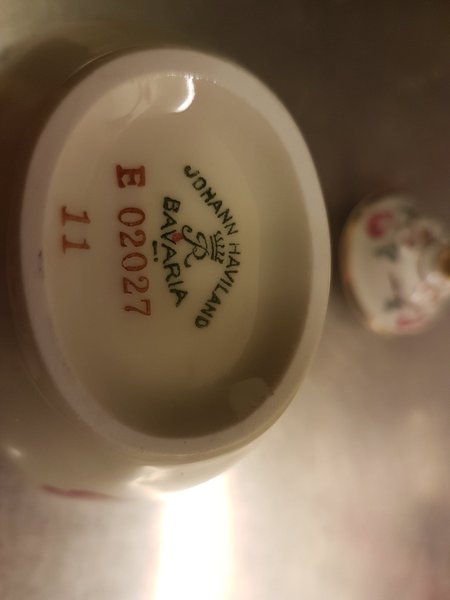 JOHANN HAVILAND
R
BAVARIA
E 02027
11